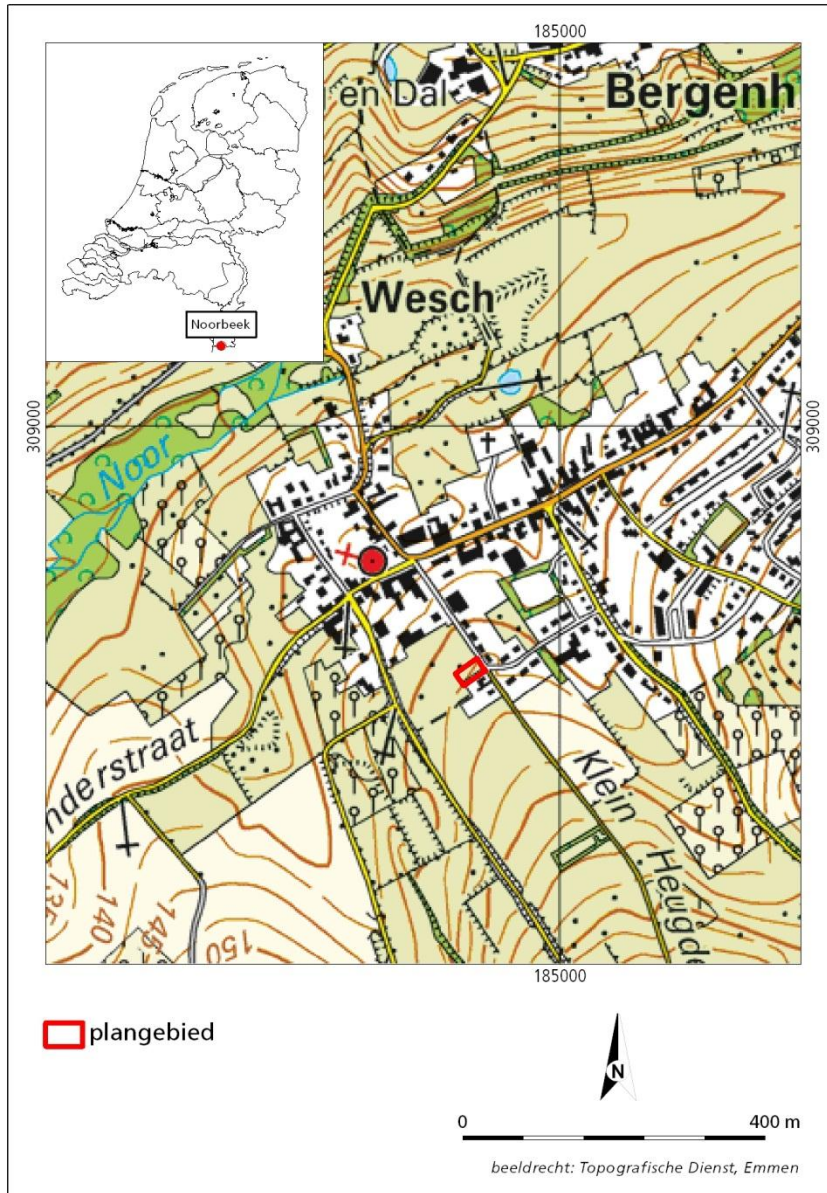 185000
en Dal
Bergenh
Noorbeek
Wesch
309000
309000
Noor
nderstraat
Klein
Heugde
135
140
145
150
185000
plangebied
N
0
400 m
beeldrecht: Topografische Dienst, Emmen